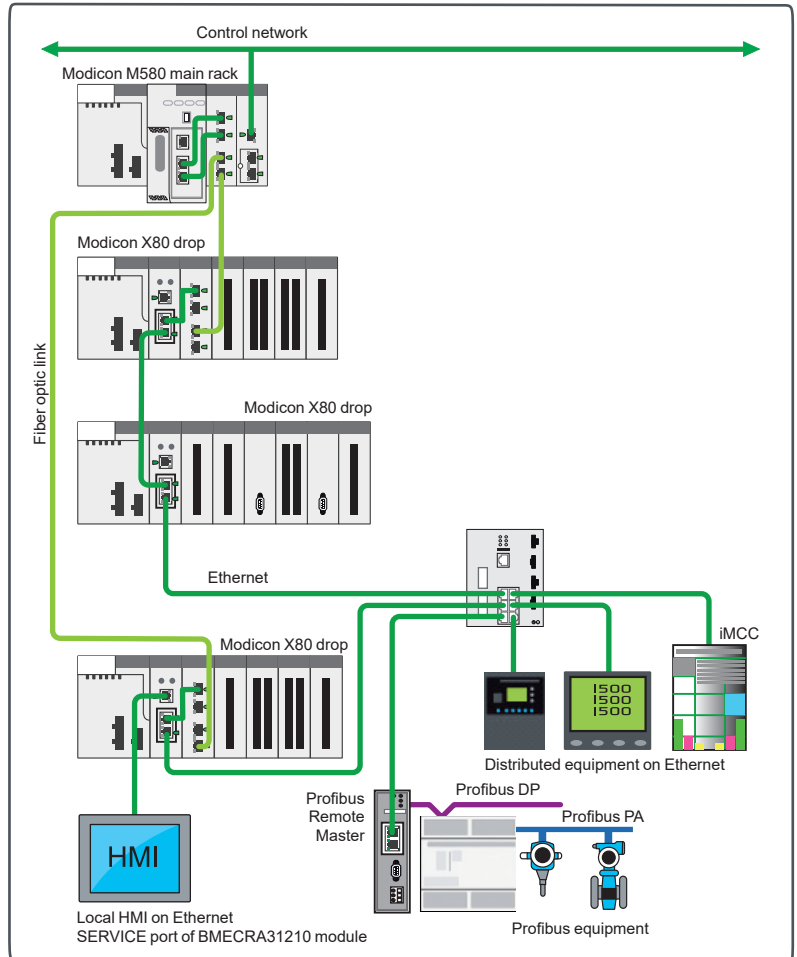 Control network
Modicon M580 main rack
Modicon X80 drop
Fiber optic link
Modicon X80 drop
Ethernet
iMCC
Modicon X80 drop
1500
1500
1500
Distributed equipment on Ethernet
Profibus
Remote
Master
Profibus DP
Profibus PA
HMI
Profibus equipment
Local HMI on Ethernet
SERVICE port of BMECRA31210 module